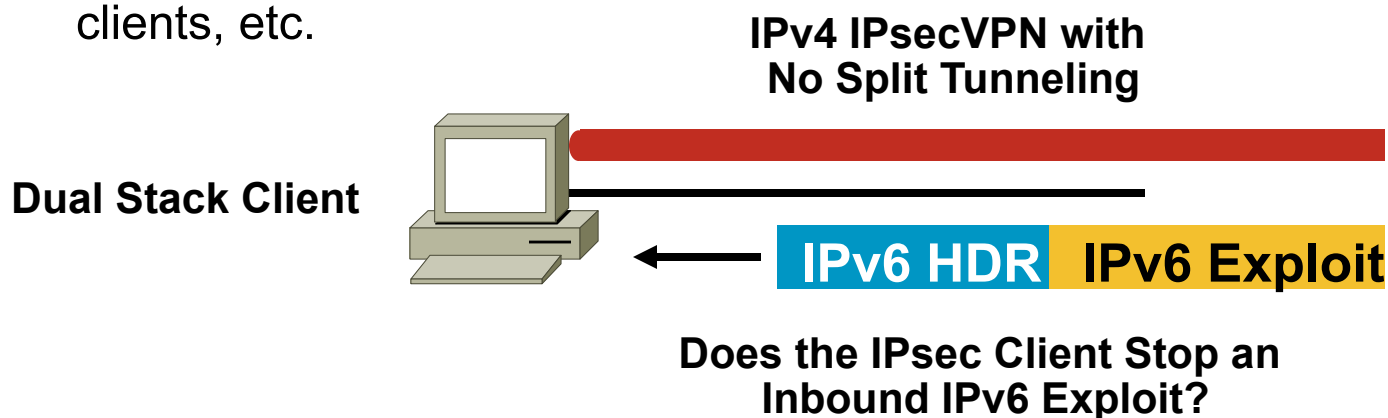 clients, etc.
IPv4 IPsecVPN with
No Split Tunneling
Dual Stack Client
IPv6 HDR IPv6 Exploit
Does the IPsec Client Stop an
Inbound IPv6 Exploit?